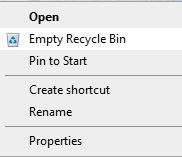 Open
Empty Recycle Bin
Pin to Start
Create shortcut
Rename
Properties